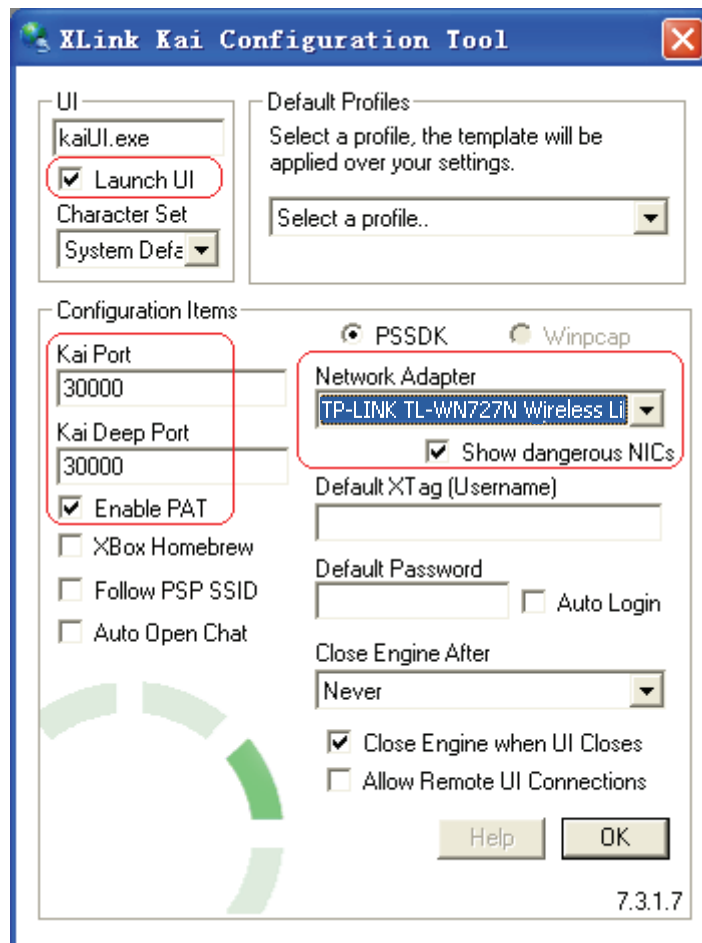 XLink Kai Configuration Tool
UI
kaiUI.exe
Launch UI
Character Set
System Defa
Default Profiles
Select a profile, the template will be
applied over your settings.
Select a profile..
Configuration Items
Kai Port
30000
Kai Deep Port
30000
Enable PAT
XBox Homebrew
Follow PSP SSID
Auto Open Chat
PSSDK
Winpcap
Network Adapter
TP-LINK TL-WN727N Wireless Li
Show dangerous NICs
Default XTag (Username)
Default Password
Auto Login
Close Engine After
Never
Close Engine when UI Closes
Allow Remote UI Connections
Help
OK
7.3.1.7